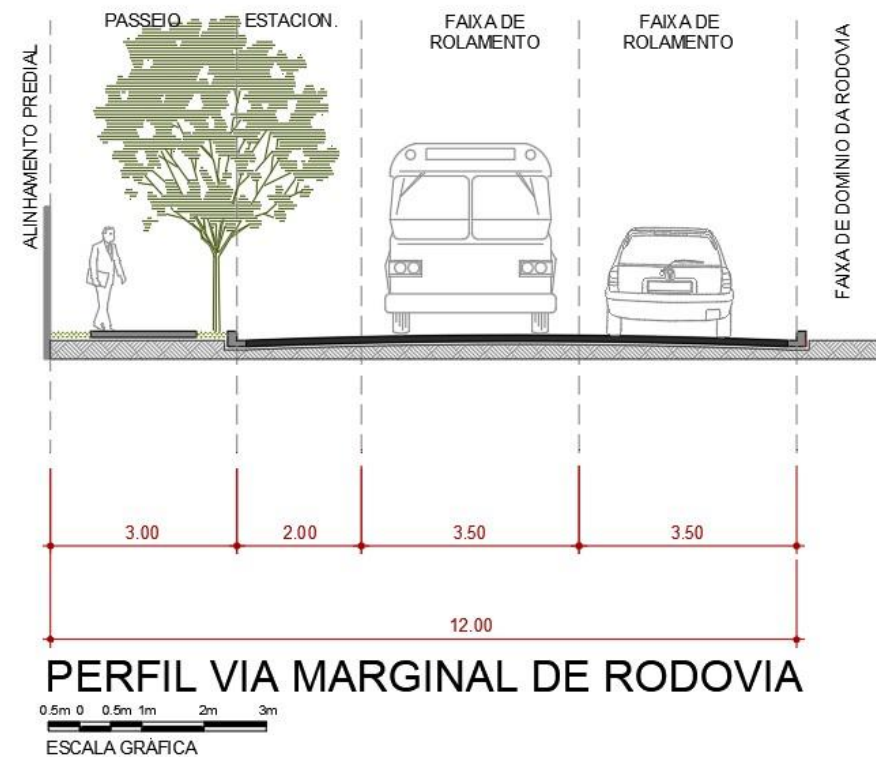 PASSEIO
ESTACION.
FAIXA DE
ROLAMENTO
FAIXA DE
ROLAMENTO
ALINHAMENTO PREDIAL
FAIXA DE DOMÍNIO DA RODOVIA
3.00
2.00
3.50
3.50
12.00
PERFIL VIA MARGINAL DE RODOVIA
0.5m 0 0.5m 1m 2m 3m
ESCALA GRÀFICA